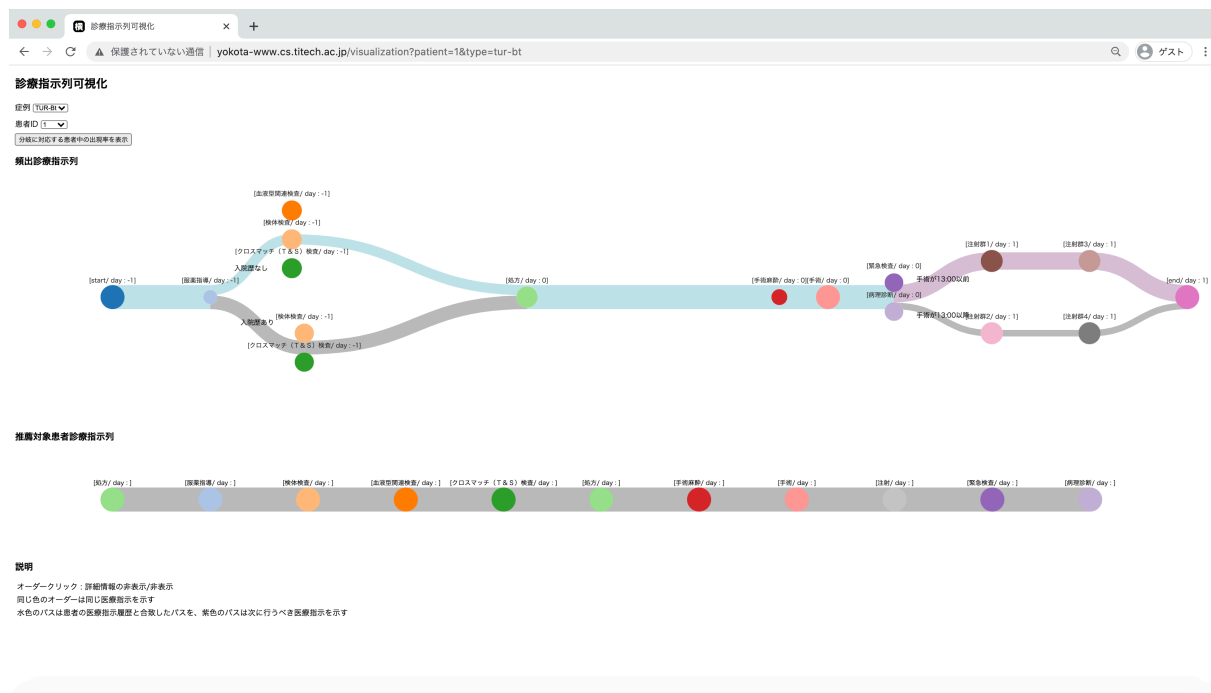 横 診療指示列可視化 × +
← → C ▲ 保護されていない通信 | yokota-www.cs.titech.ac.jp/visualization?patient=1&type=tur-bt ゲスト
診療指示列可視化
症例 TUR-Bt
患者ID 1
分岐に対応する患者中の出現率を表示
頻出診療指示列
[血液型関連検査/ day : -1]
[検体検査/ day : -1]
[クロスマッチ（T & S）検査/ day : -1]
入院歴なし
[start/ day : -1]
[服薬指導/ day : -1]
[処方/ day : 0]
[手術麻酔/ day : 0]
[手術/ day : 0]
[緊急検査/ day : 0]
[病理診断/ day : 0]
[注射群1/ day : 1]
[注射群3/ day : 1]
手術が13:00以前
[end/ day : 1]
入院歴あり
[検体検査/ day : -1]
[クロスマッチ（T & S）検査/ day : -1]
手術が13:00以降
[注射群2/ day : 1]
[注射群4/ day : 1]
推薦対象患者診療指示列
[処方/ day : ] [服薬指導/ day : ] [検体検査/ day : ] [血液型関連検査/ day : ] [クロスマッチ（T & S）検査/ day : ] [処方/ day : ] [手術麻酔/ day : ] [手術/ day : ] [注射/ day : ] [緊急検査/ day : ] [病理診断/ day : ]
説明
オーダークリック：詳細情報の非表示/非表示
同じ色のオーダーは同じ医療指示を示す
水色のパスは患者の医療指示履歴と合致したパスを、紫色のパスは次に行うべき医療指示を示す